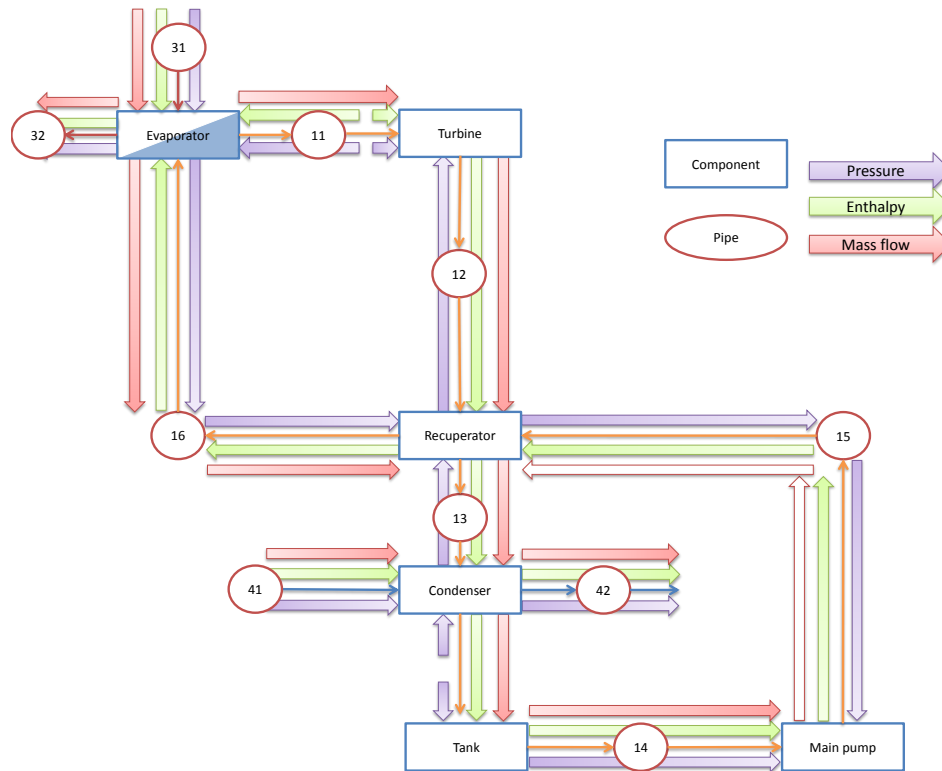 31
32
Evaporator
11
Turbine
Component
Pressure
Enthalpy
Pipe
Mass flow
12
16
Recuperator
15
13
41
Condenser
42
Tank
14
Main pump